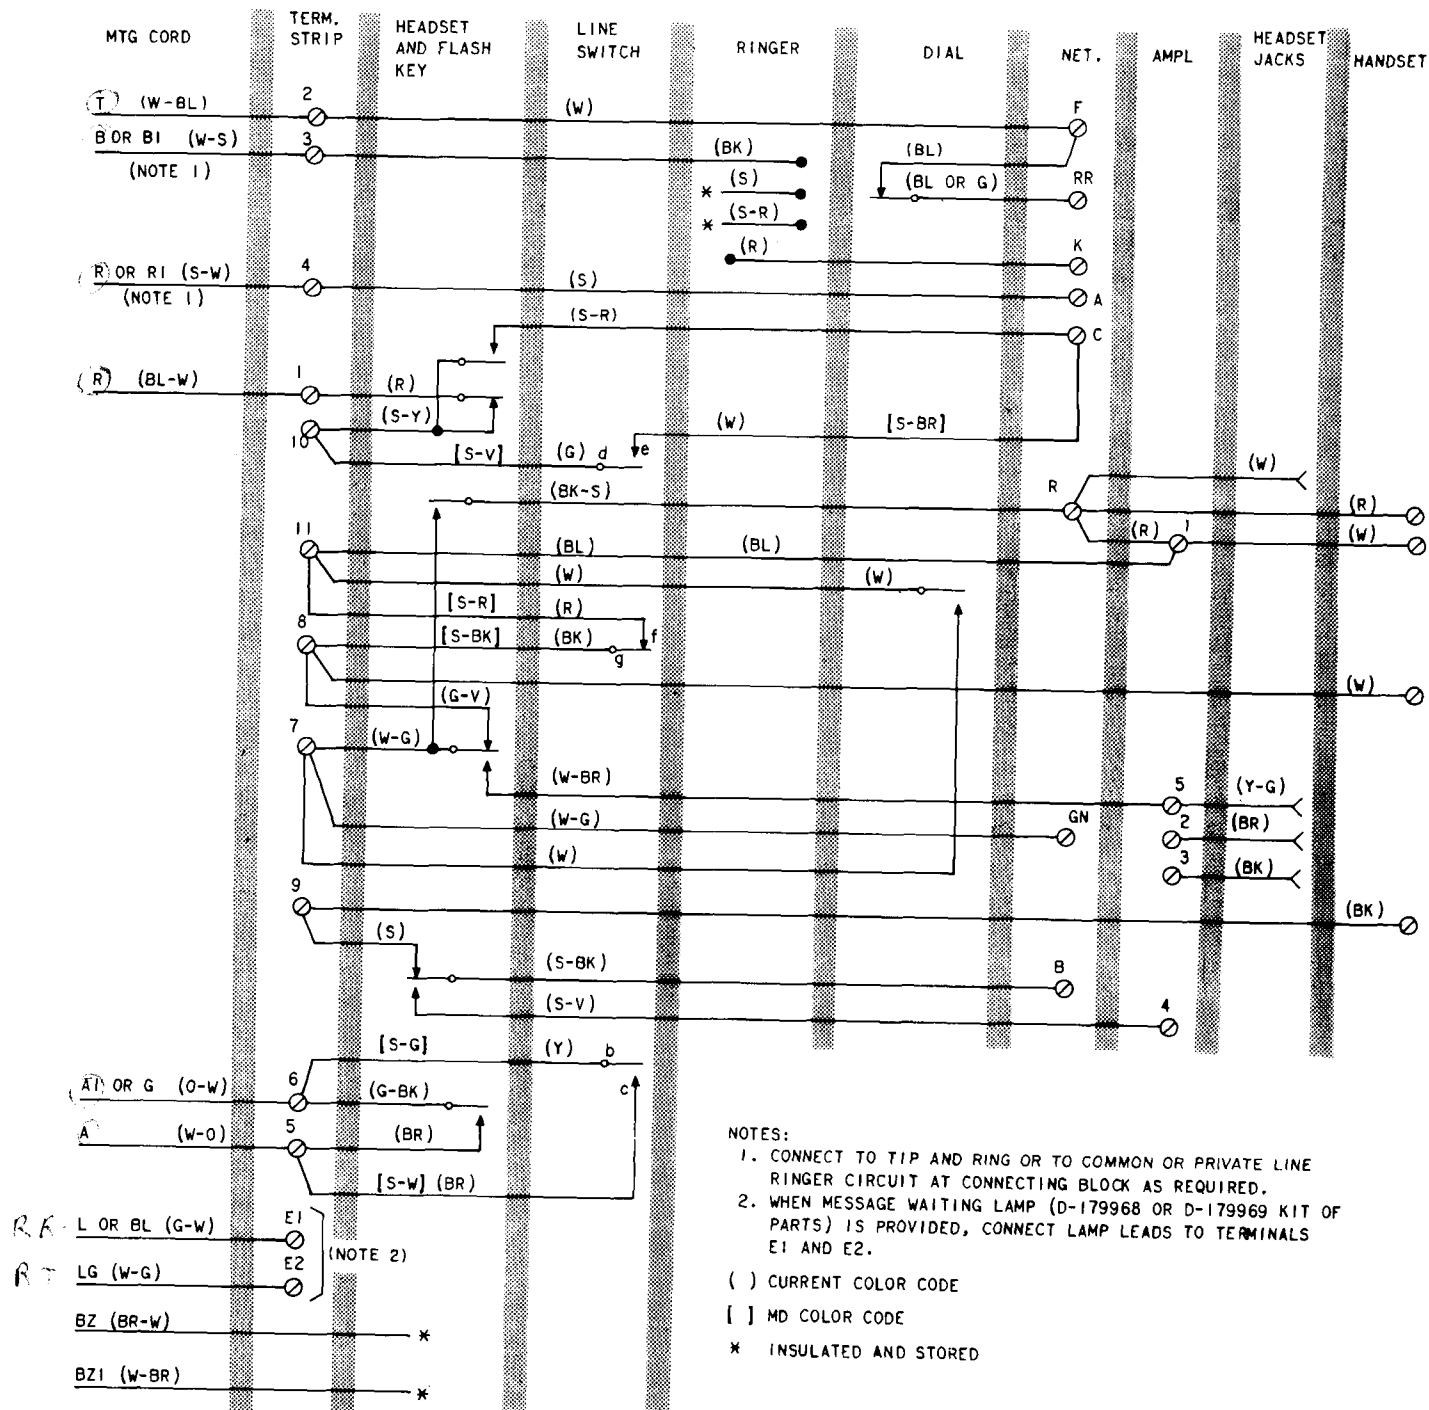 MTG CORD
TERM. STRIP
HEADSET AND FLASH KEY
LINE SWITCH
RINGER
DIAL
NET.
AMPL
HEADSET JACKS
HANDSET
T (W-BL) 2 (W) F
B OR B1 (W-S) 3 (BK) (BL)
(NOTE 1)
* (S) (BL OR G) RR
* (S-R)
(R) K
R OR R1 (S-W) 4 (S) A
(NOTE 1)
(S-R) C
R (BL-W) 1 (R)
(S-Y)
10 (W) [S-BR]
[S-V] (G) d e
(W)
(BK-S) R (R)
(R) 1 (W)
11 (BL) (BL)
(W) (W)
[S-R] (R) f
8 [S-BK] (BK) g
(W)
(G-V)
7 (W-G)
(W-BR) 5 (Y-G)
(W-G) GN 2 (BR)
(W) 3 (BK)
9 (BK)
(S)
(S-BK) B
(S-V) 4
[S-G] (Y) b
A1 OR G (O-W) 6 (G-BK) c
A (W-O) 5 (BR)
[S-W] (BR)
L OR BL (G-W) E1
(NOTE 2)
RT LG (W-G) E2
BZ (BR-W) *
BZ1 (W-BR) *
NOTES:
1. CONNECT TO TIP AND RING OR TO COMMON OR PRIVATE LINE
RINGER CIRCUIT AT CONNECTING BLOCK AS REQUIRED.
2. WHEN MESSAGE WAITING LAMP (D-179968 OR D-179969 KIT OF
PARTS) IS PROVIDED, CONNECT LAMP LEADS TO TERMINALS
E1 AND E2.
( ) CURRENT COLOR CODE
[ ] MD COLOR CODE
* INSULATED AND STORED